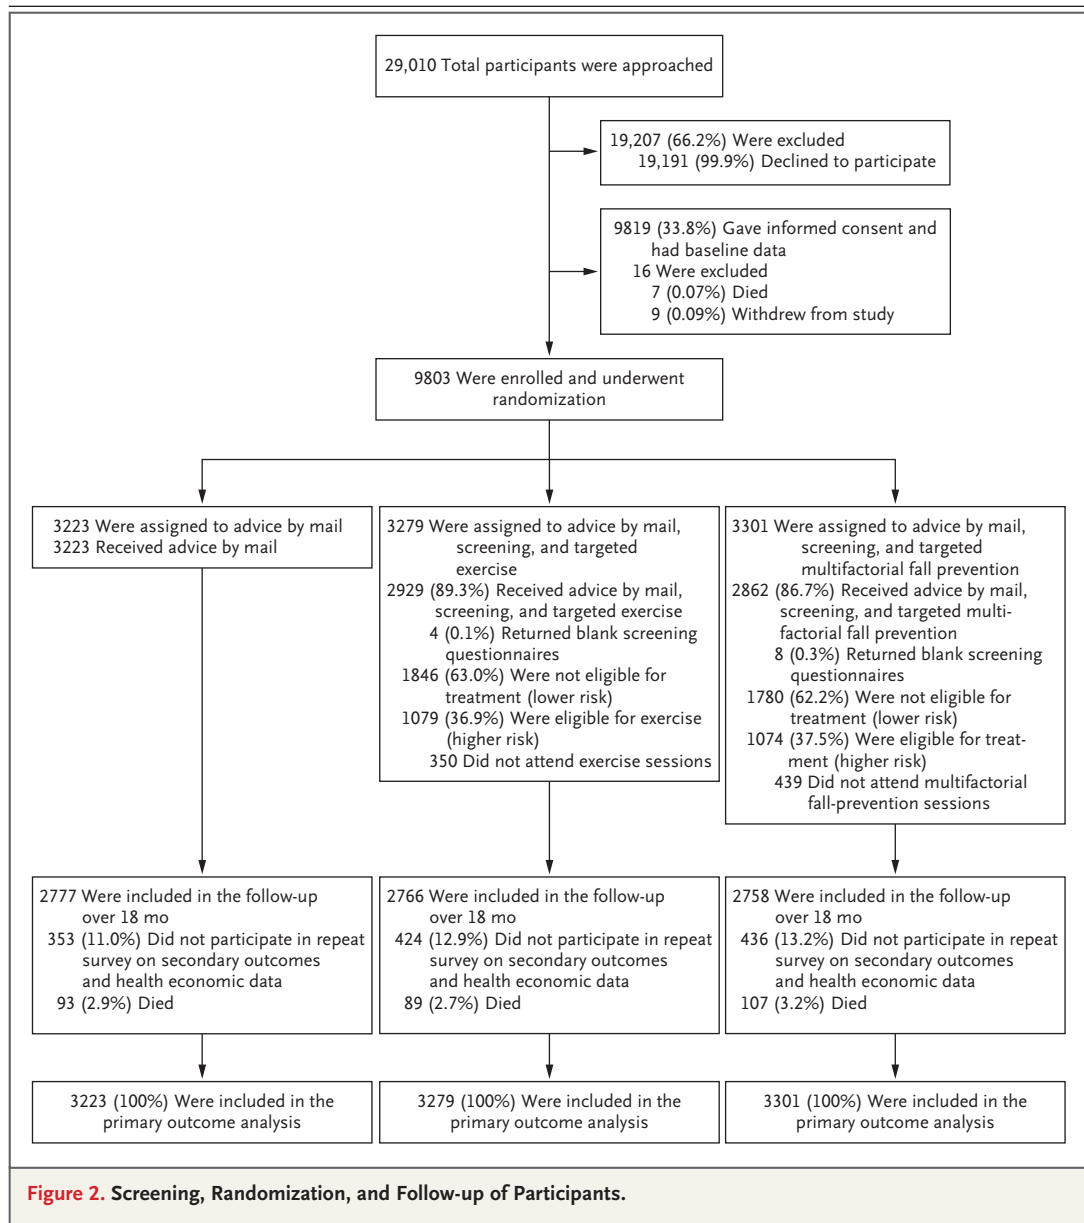 29,010 Total participants were approached
19,207 (66.2%) Were excluded
19,191 (99.9%) Declined to participate
9819 (33.8%) Gave informed consent and
had baseline data
16 Were excluded
7 (0.07%) Died
9 (0.09%) Withdrew from study
9803 Were enrolled and underwent
randomization
3223 Were assigned to advice by mail
3223 Received advice by mail
3279 Were assigned to advice by mail,
screening, and targeted
exercise
2929 (89.3%) Received advice by mail,
screening, and targeted exercise
4 (0.1%) Returned blank screening
questionnaires
1846 (63.0%) Were not eligible for
treatment (lower risk)
1079 (36.9%) Were eligible for exercise
(higher risk)
350 Did not attend exercise sessions
3301 Were assigned to advice by mail,
screening, and targeted
multifactorial fall prevention
2862 (86.7%) Received advice by mail,
screening, and targeted multi-
factorial fall prevention
8 (0.3%) Returned blank screening
questionnaires
1780 (62.2%) Were not eligible for
treatment (lower risk)
1074 (37.5%) Were eligible for treat-
ment (higher risk)
439 Did not attend multifactorial
fall-prevention sessions
2777 Were included in the follow-up
over 18 mo
353 (11.0%) Did not participate in repeat
survey on secondary outcomes
and health economic data
93 (2.9%) Died
2766 Were included in the follow-up
over 18 mo
424 (12.9%) Did not participate in repeat
survey on secondary outcomes
and health economic data
89 (2.7%) Died
2758 Were included in the follow-up
over 18 mo
436 (13.2%) Did not participate in repeat
survey on secondary outcomes
and health economic data
107 (3.2%) Died
3223 (100%) Were included in the
primary outcome analysis
3279 (100%) Were included in the
primary outcome analysis
3301 (100%) Were included in the
primary outcome analysis
Figure 2. Screening, Randomization, and Follow-up of Participants.